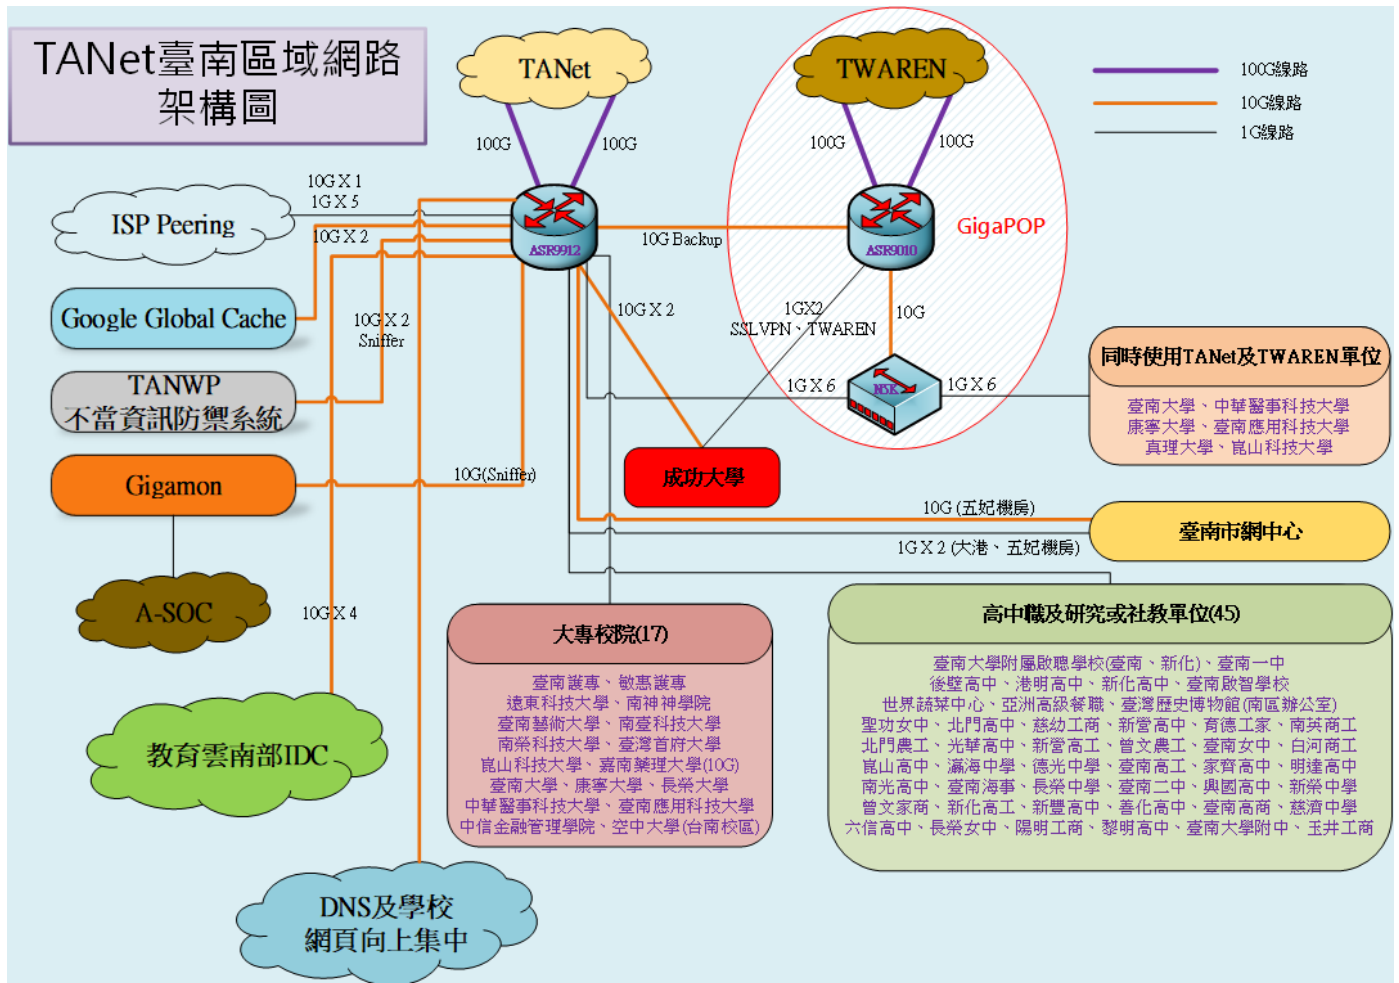 TANet臺南區域網路
架構圖
TANet
TWAREN
100G線路
10G線路
1G線路
100G
100G
100G
100G
10G X 1
1G X 5
ISP Peering
10G X 2
ASR9912
10G Backup
ASR9010
GigaPOP
Google Global Cache
10G X 2
Sniffer
10G X 2
1GX2
SSLVPN、TWAREN
10G
TANWP
不當資訊防禦系統
1G X 6
N5K
1G X 6
同時使用TANet及TWAREN單位
臺南大學、中華醫事科技大學
康寧大學、臺南應用科技大學
真理大學、崑山科技大學
Gigamon
10G(Sniffer)
成功大學
10G (五妃機房)
臺南市網中心
1G X 2 (大港、五妃機房)
A-SOC
10G X 4
大專校院(17)
臺南護專、敏惠護專
遠東科技大學、南神神學院
臺南藝術大學、南臺科技大學
南榮科技大學、臺灣首府大學
崑山科技大學、嘉南藥理大學(10G)
臺南大學、康寧大學、長榮大學
中華醫事科技大學、臺南應用科技大學
中信金融管理學院、空中大學(台南校區)
高中職及研究或社教單位(45)
臺南大學附屬啟聰學校(臺南、新化)、臺南一中
後壁高中、港明高中、新化高中、臺南啟智學校
世界蔬菜中心、亞洲高級餐職、臺灣歷史博物館(南區辦公室)
聖功女中、北門高中、慈幼工商、新營高中、育德工家、南英商工
北門農工、光華高中、新營高工、曾文農工、臺南女中、白河商工
崑山高中、瀛海中學、德光中學、臺南高工、家齊高中、明達高中
南光高中、臺南海事、長榮中學、臺南二中、興國高中、新榮中學
曾文家商、新化高工、新豐高中、善化高中、臺南高商、慈濟中學
六信高中、長榮女中、陽明工商、黎明高中、臺南大學附中、玉井工商
教育雲南部IDC
DNS及學校
網頁向上集中